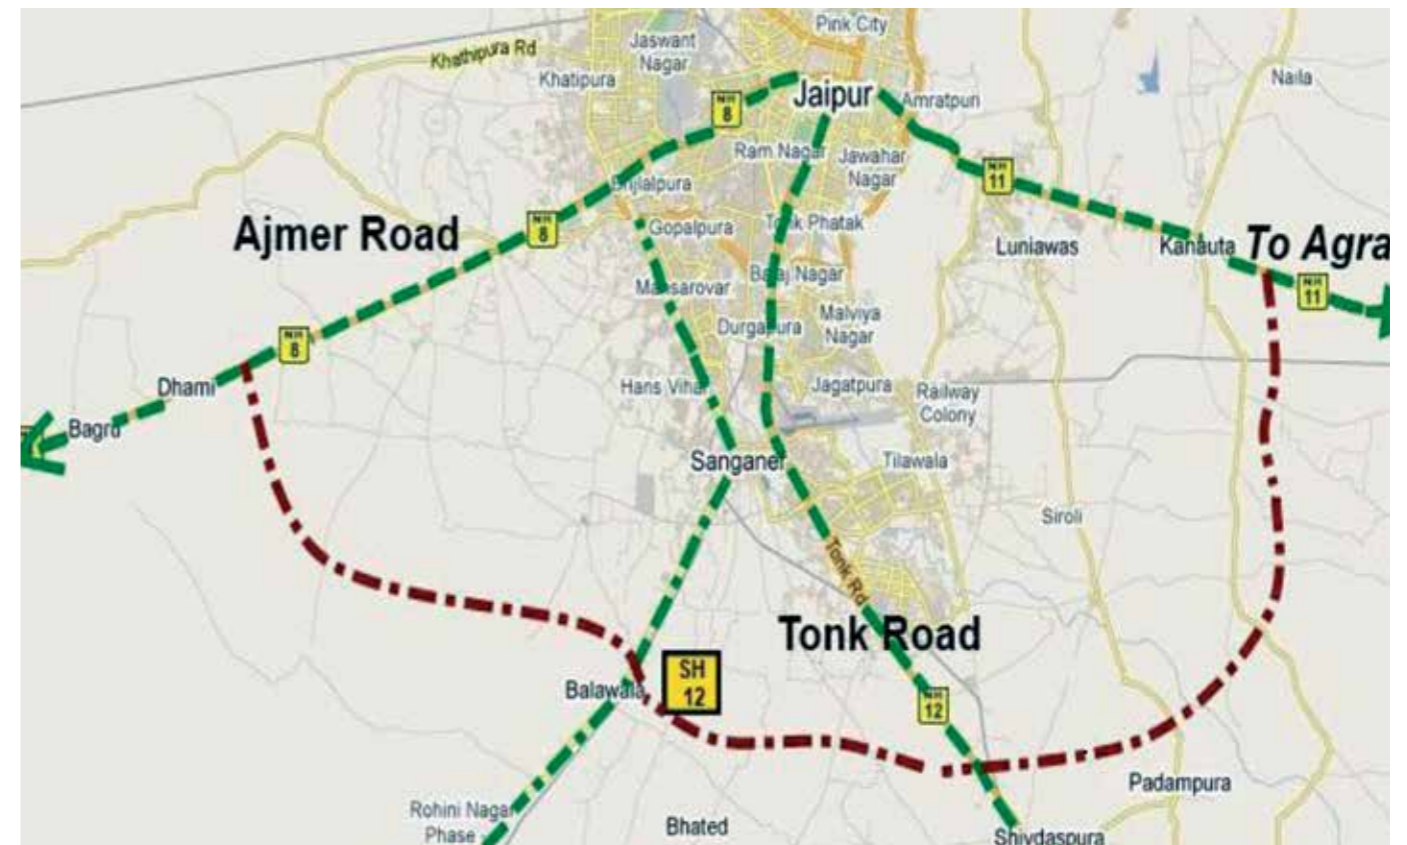 Pink City
Jaswant
Nagar
Khathipura Rd
Khatipura
Naila
Jaipur
Amratpuri
NH
8
Ram Nagar
Jawahar
Nagar
NH
11
Brijlalpura
Ajmer Road
NH
8
Gopalpura
Tonk Phatak
Luniawas
Kanauta
To Agra
Mansarovar
Bajaj Nagar
NH
11
Malviya
Nagar
Durgapura
NH
8
Dhami
Hans Vihar
Jagatpura
Railway
Colony
Bagru
Sanganer
Tilawala
Siroli
Tonk Rd
Tonk Road
SH
12
Balawala
NH
12
Padampura
Rohini Nagar
Phase
Bhated
Shivdaspura